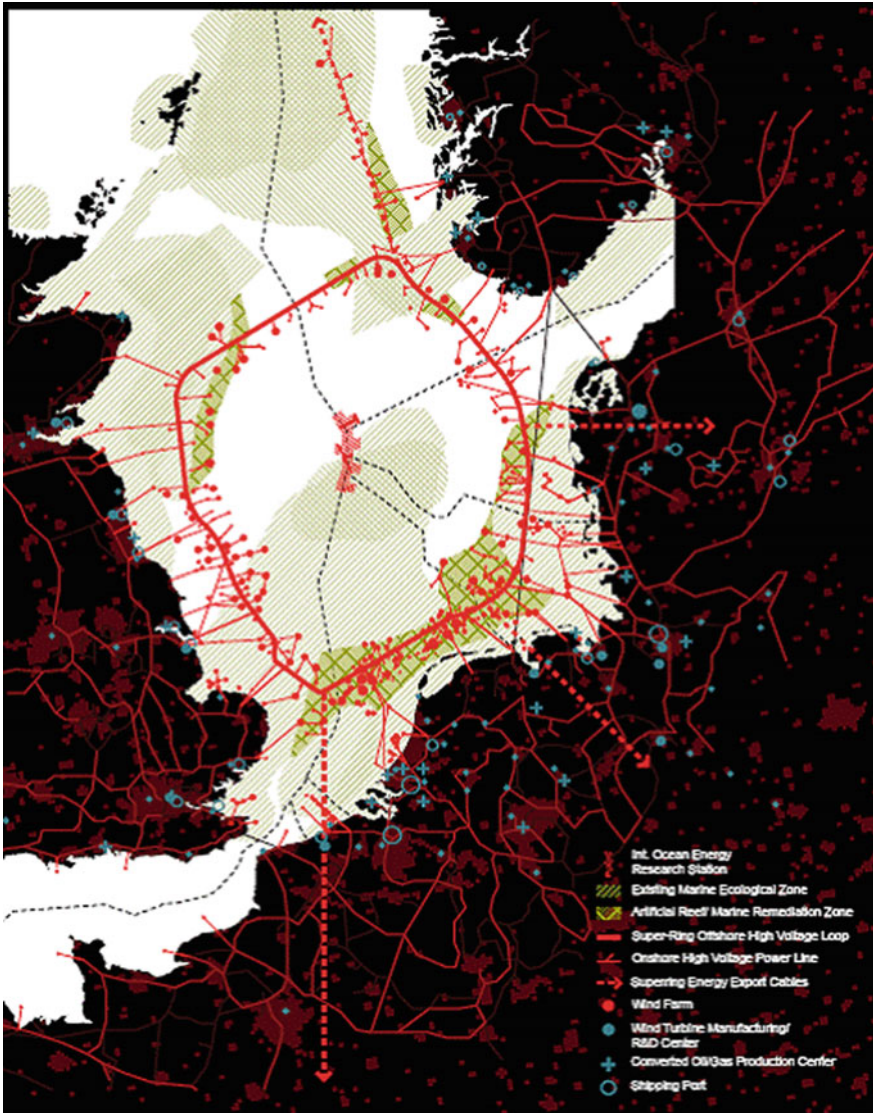 Int. Ocean Energy
Research Station
Existing Marine Ecological Zone
Artificial Reef/ Marine Remediation Zone
Super-Ring Offshore High Voltage Loop
Onshore High Voltage Power Line
Superring Energy Export Cables
Wind Farm
Wind Turbine Manufacturing/
R&D Center
Converted Oil/Gas Production Center
Shipping Port